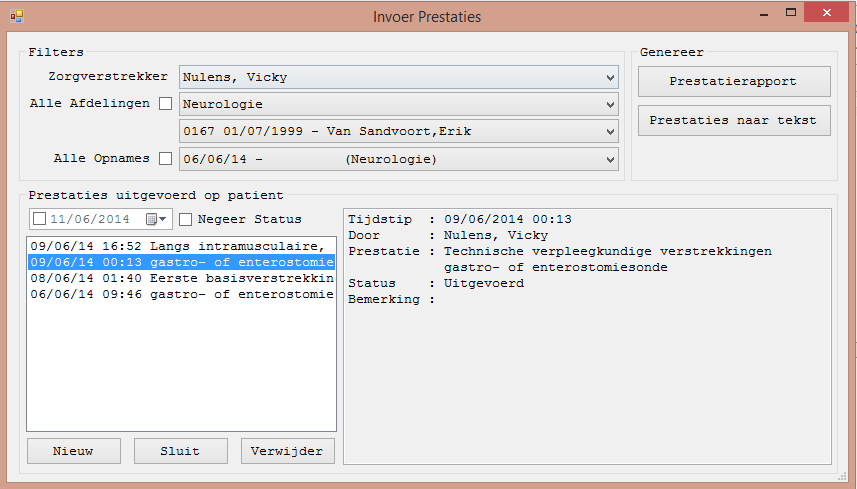 Invoer Prestaties
Filters
Zorgverstrekker Nulens, Vicky
Alle Afdelingen Neurologie
0167 01/07/1999 - Van Sandvoort,Erik
Alle Opnames 06/06/14 - (Neurologie)
Genereer
Prestatierapport
Prestaties naar tekst
Prestaties uitgevoerd op patient
11/06/2014 Negeer Status
09/06/14 16:52 Langs intramusculaire,
09/06/14 00:13 gastro- of enterostomie
08/06/14 01:40 Eerste basisverstrekkin
06/06/14 09:46 gastro- of enterostomie
Nieuw
Sluit
Verwijder
Tijdstip : 09/06/2014 00:13
Door : Nulens, Vicky
Prestatie : Technische verpleegkundige verstrekkingen
gastro- of enterostomiesonde
Status : Uitgevoerd
Bemerking :